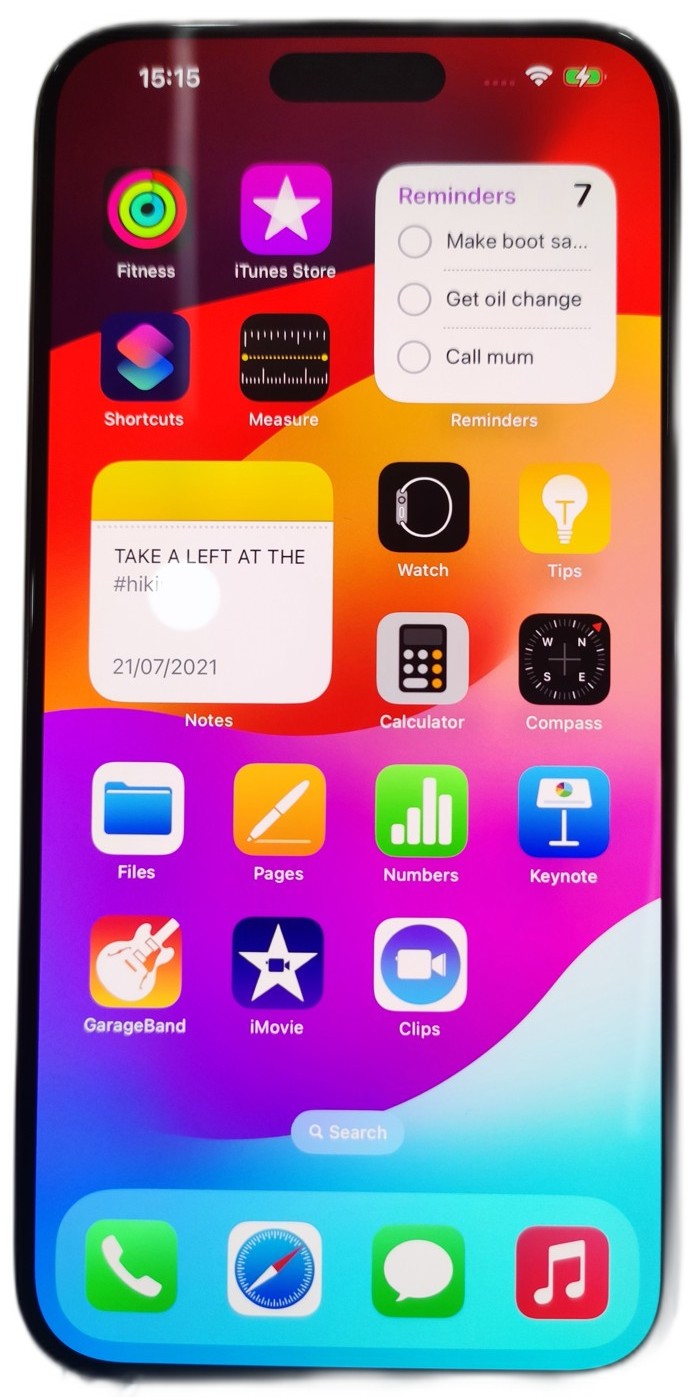 15:15
Fitness
iTunes Store
Reminders 7
Make boot sa...
Get oil change
Call mum
Shortcuts
Measure
Reminders
TAKE A LEFT AT THE
#hiki
21/07/2021
Notes
Watch
Tips
W N
S E
Calculator
Compass
Files
Pages
Numbers
Keynote
GarageBand
iMovie
Clips
Search